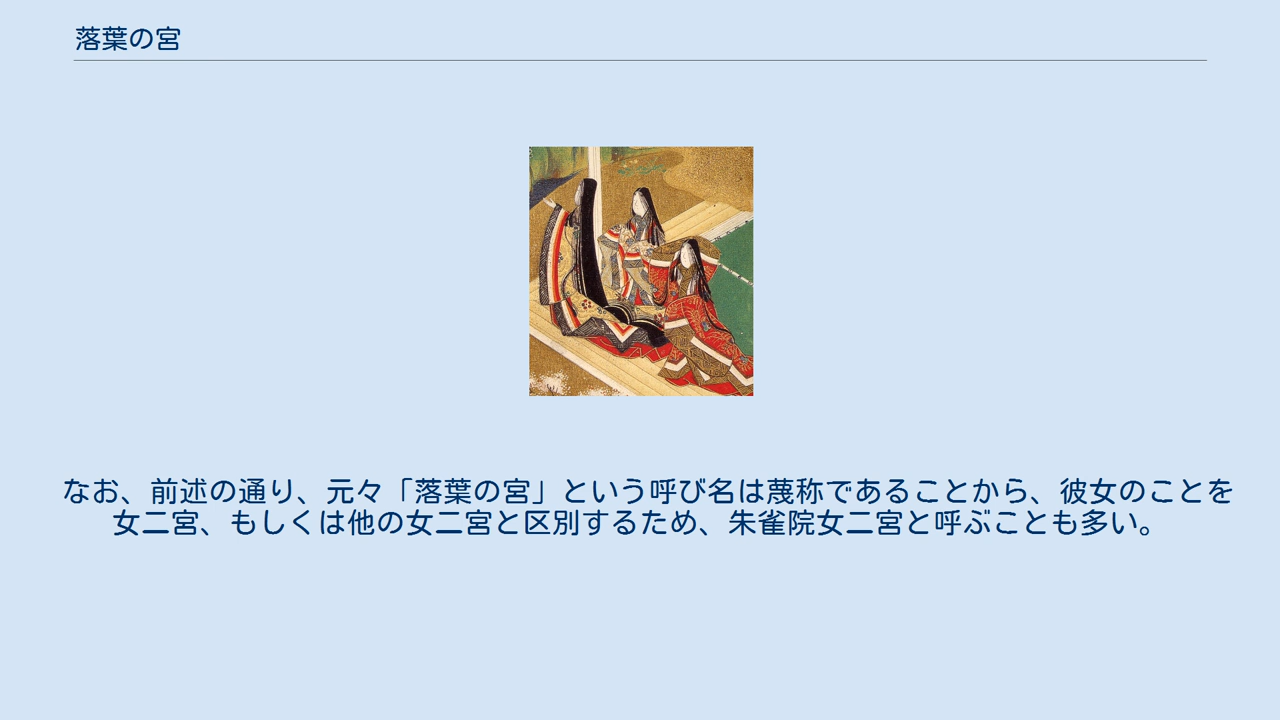 落葉の宮
なお、前述の通り、元々「落葉の宮」という呼び名は蔑称であることから、彼女のことを
女二宮、もしくは他の女二宮と区別するため、朱雀院女二宮と呼ぶことも多い。